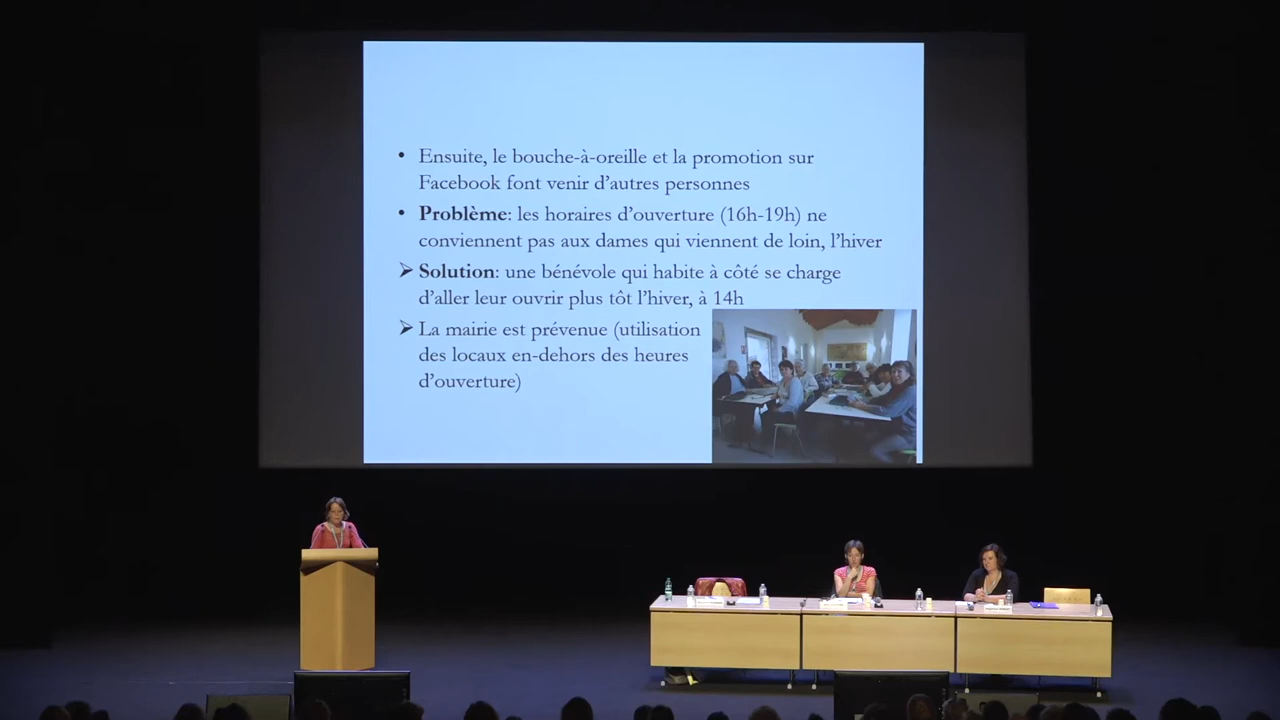 • Ensuite, le bouche-à-oreille et la promotion sur
Facebook font venir d'autres personnes
• Problème: les horaires d'ouverture (16h-19h) ne
conviennent pas aux dames qui viennent de loin, l'hiver
➢ Solution: une bénévole qui habite à côté se charge
d'aller leur ouvrir plus tôt l'hiver, à 14h
➢ La mairie est prévenue (utilisation
des locaux en-dehors des heures
d'ouverture)